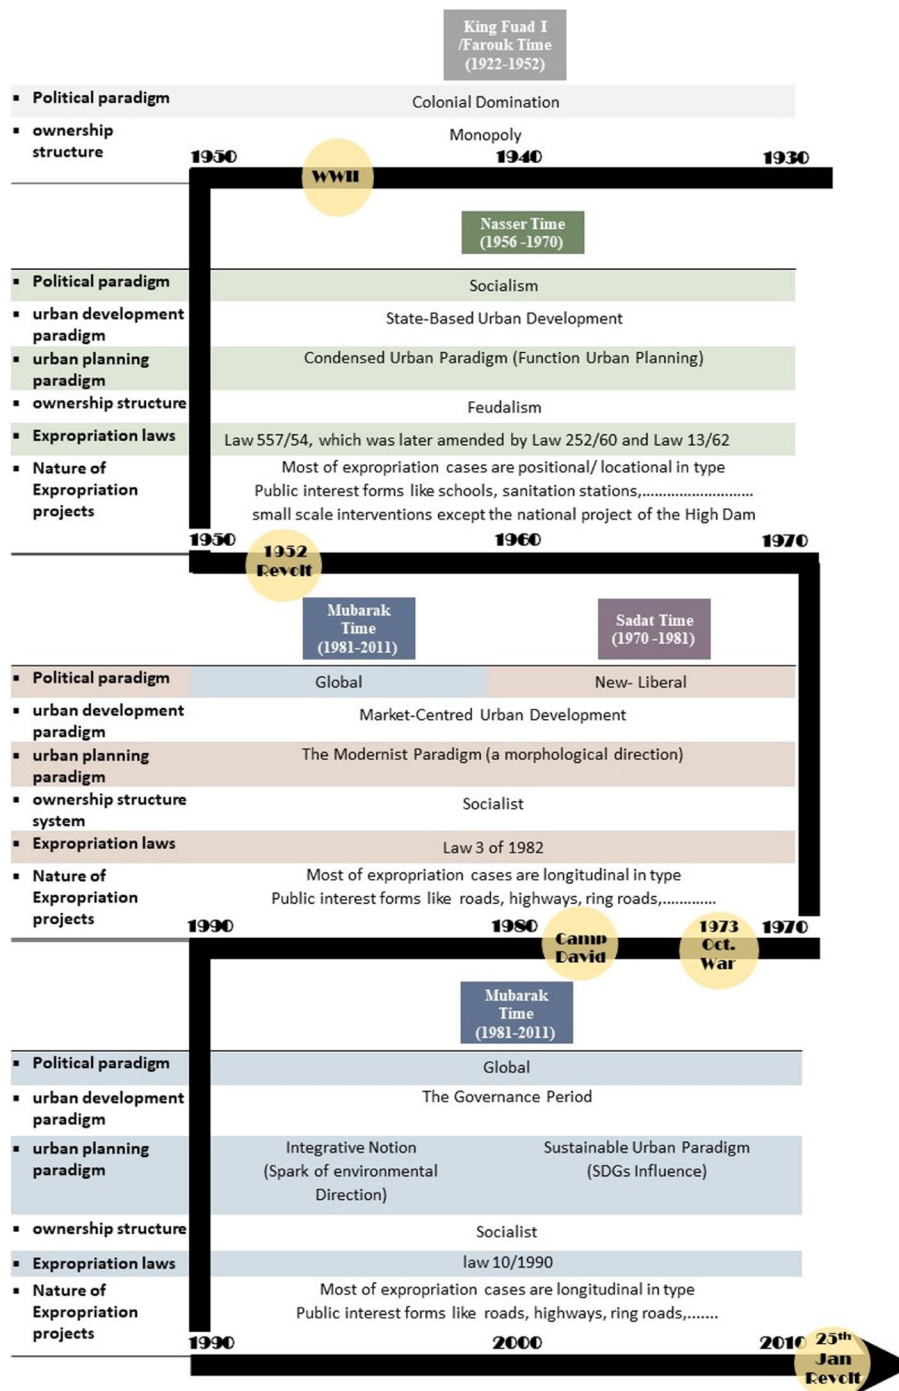 King Fuad I
/Farouk Time
(1922-1952)
▪ Political paradigm
Colonial Domination
▪ ownership
structure
Monopoly
1950
1940
1930
WWII
Nasser Time
(1956 -1970)
▪ Political paradigm
Socialism
▪ urban development
paradigm
State-Based Urban Development
▪ urban planning
paradigm
Condensed Urban Paradigm (Function Urban Planning)
▪ ownership structure
Feudalism
▪ Expropriation laws
Law 557/54, which was later amended by Law 252/60 and Law 13/62
▪ Nature of
Expropriation
projects
Most of expropriation cases are positional/ locational in type
Public interest forms like schools, sanitation stations,............................
small scale interventions except the national project of the High Dam
1950
1960
1970
1952
Revolt
Mubarak
Time
(1981-2011)
Sadat Time
(1970 -1981)
▪ Political paradigm
Global
New- Liberal
▪ urban development
paradigm
Market-Centred Urban Development
▪ urban planning
paradigm
The Modernist Paradigm (a morphological direction)
▪ ownership structure
system
Socialist
▪ Expropriation laws
Law 3 of 1982
▪ Nature of
Expropriation
projects
Most of expropriation cases are longitudinal in type
Public interest forms like roads, highways, ring roads,.............
1990
1980
1970
Camp
David
1973
Oct.
War
Mubarak
Time
(1981-2011)
▪ Political paradigm
Global
▪ urban development
paradigm
The Governance Period
▪ urban planning
paradigm
Integrative Notion
(Spark of environmental
Direction)
Sustainable Urban Paradigm
(SDGs Influence)
▪ ownership structure
Socialist
▪ Expropriation laws
law 10/1990
▪ Nature of
Expropriation
projects
Most of expropriation cases are longitudinal in type
Public interest forms like roads, highways, ring roads,.......
1990
2000
2010
25th
Jan
Revolt